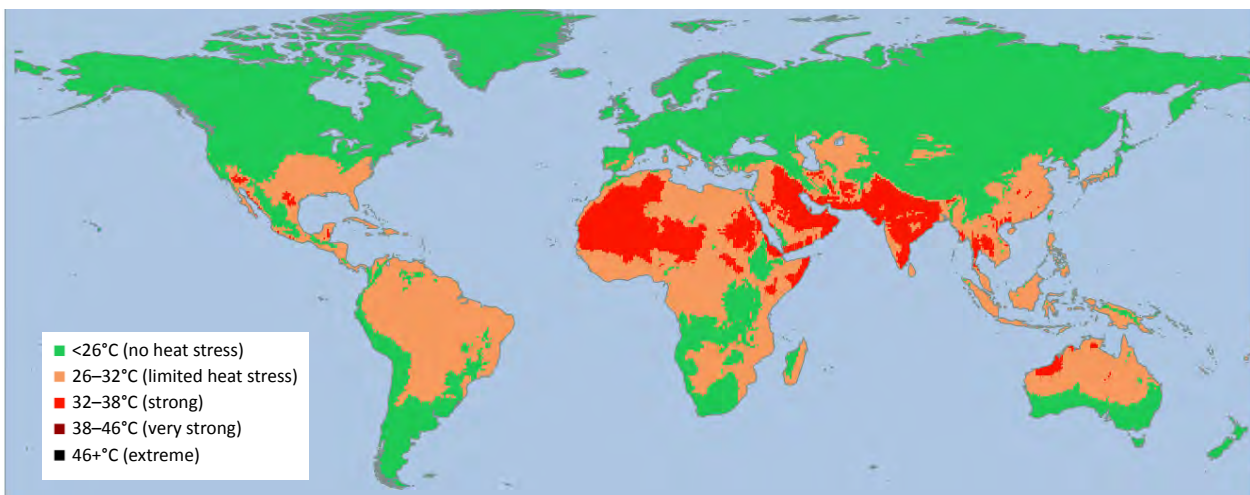 <26°C (no heat stress)
26–32°C (limited heat stress)
32–38°C (strong)
38–46°C (very strong)
46+°C (extreme)